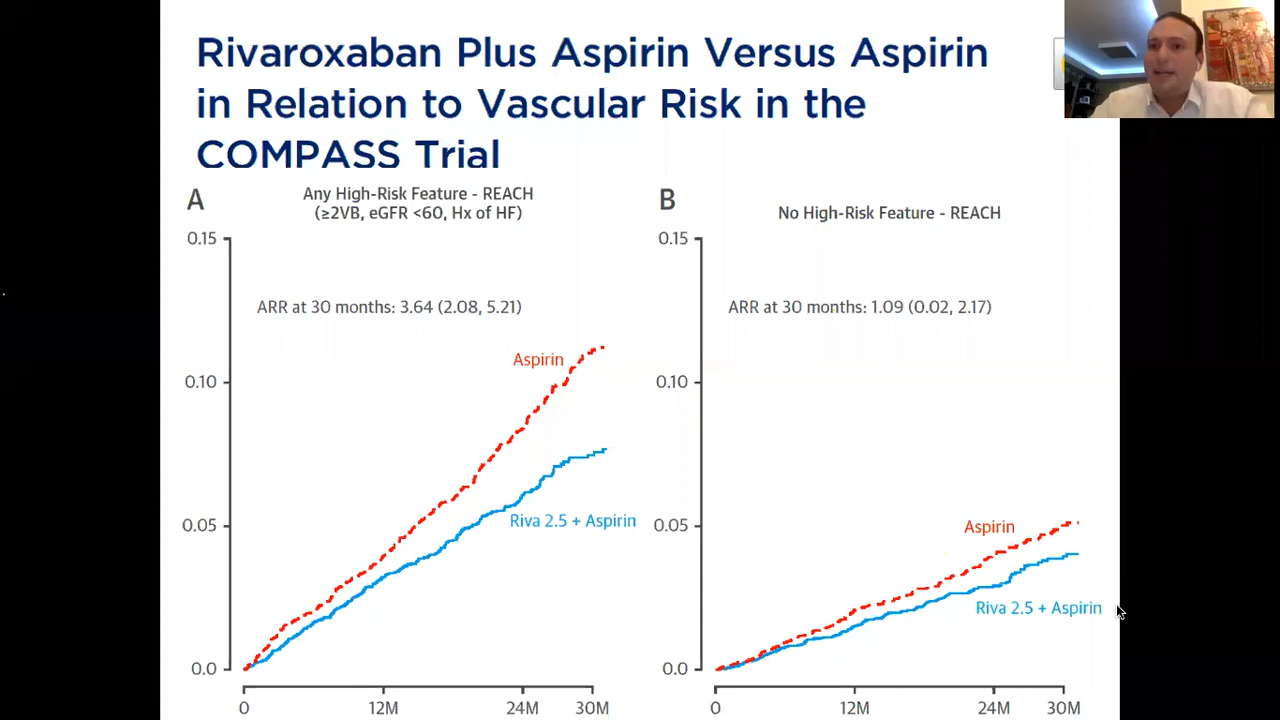 Rivaroxaban Plus Aspirin Versus Aspirin
in Relation to Vascular Risk in the
COMPASS Trial
A
Any High-Risk Feature - REACH
(≥2VB, eGFR <60, Hx of HF)
0.15
ARR at 30 months: 3.64 (2.08, 5.21)
Aspirin
0.10
0.05
Riva 2.5 + Aspirin
0.0
0
12M
24M
30M
B
No High-Risk Feature - REACH
0.15
ARR at 30 months: 1.09 (0.02, 2.17)
0.10
0.05
Aspirin
Riva 2.5 + Aspirin
0.0
0
12M
24M
30M